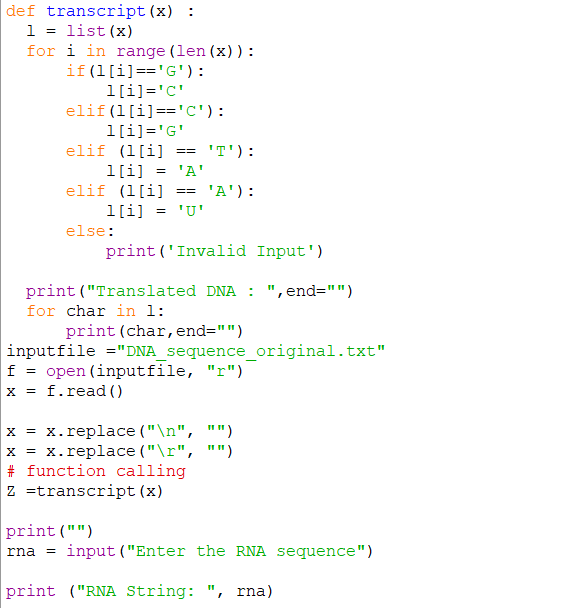 def transcript(x) :
  l = list(x)
  for i in range(len(x)):
      if(l[i]=='G'):
          l[i]='C'
      elif(l[i]=='C'):
          l[i]='G'
      elif (l[i] == 'T'):
          l[i] = 'A'
      elif (l[i] == 'A'):
          l[i] = 'U'
      else:
          print('Invalid Input')

  print("Translated DNA : ",end="")
  for char in l:
      print(char,end="")
inputfile ="DNA_sequence_original.txt"
f = open(inputfile, "r")
x = f.read()

x = x.replace("\n", "")
x = x.replace("\r", "")
# function calling
Z =transcript(x)

print("")
rna = input("Enter the RNA sequence")

print ("RNA String: ", rna)